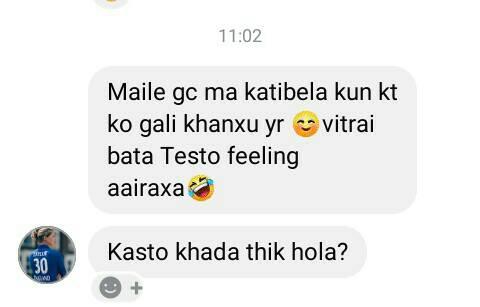 11:02
Maile gc ma katibela kun kt
ko gali khanxu yr 😊vitrai
bata Testo feeling
aairaxa🤣
30
Kasto khada thik hola?